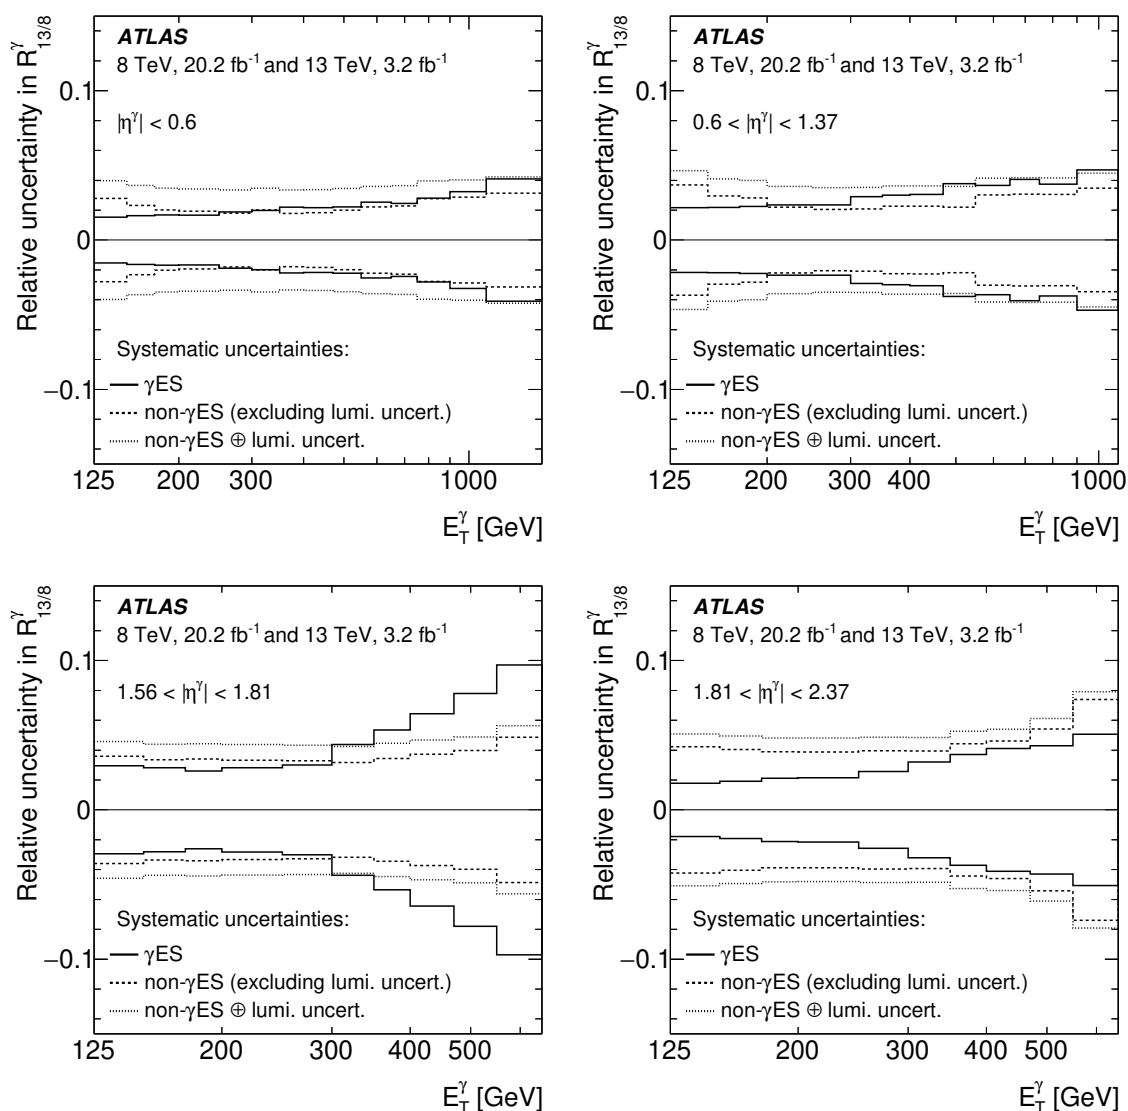 Relative uncertainty in R^γ_13/8
ATLAS
8 TeV, 20.2 fb⁻¹ and 13 TeV, 3.2 fb⁻¹
|η^γ| < 0.6
0.1
0
−0.1
Systematic uncertainties:
γES
non-γES (excluding lumi. uncert.)
non-γES ⊕ lumi. uncert.
125 200 300 1000
E_T^γ [GeV]
Relative uncertainty in R^γ_13/8
ATLAS
8 TeV, 20.2 fb⁻¹ and 13 TeV, 3.2 fb⁻¹
0.6 < |η^γ| < 1.37
0.1
0
−0.1
Systematic uncertainties:
γES
non-γES (excluding lumi. uncert.)
non-γES ⊕ lumi. uncert.
125 200 300 400 1000
E_T^γ [GeV]
Relative uncertainty in R^γ_13/8
ATLAS
8 TeV, 20.2 fb⁻¹ and 13 TeV, 3.2 fb⁻¹
1.56 < |η^γ| < 1.81
0.1
0
−0.1
Systematic uncertainties:
γES
non-γES (excluding lumi. uncert.)
non-γES ⊕ lumi. uncert.
125 200 300 400 500
E_T^γ [GeV]
Relative uncertainty in R^γ_13/8
ATLAS
8 TeV, 20.2 fb⁻¹ and 13 TeV, 3.2 fb⁻¹
1.81 < |η^γ| < 2.37
0.1
0
−0.1
Systematic uncertainties:
γES
non-γES (excluding lumi. uncert.)
non-γES ⊕ lumi. uncert.
125 200 300 400 500
E_T^γ [GeV]